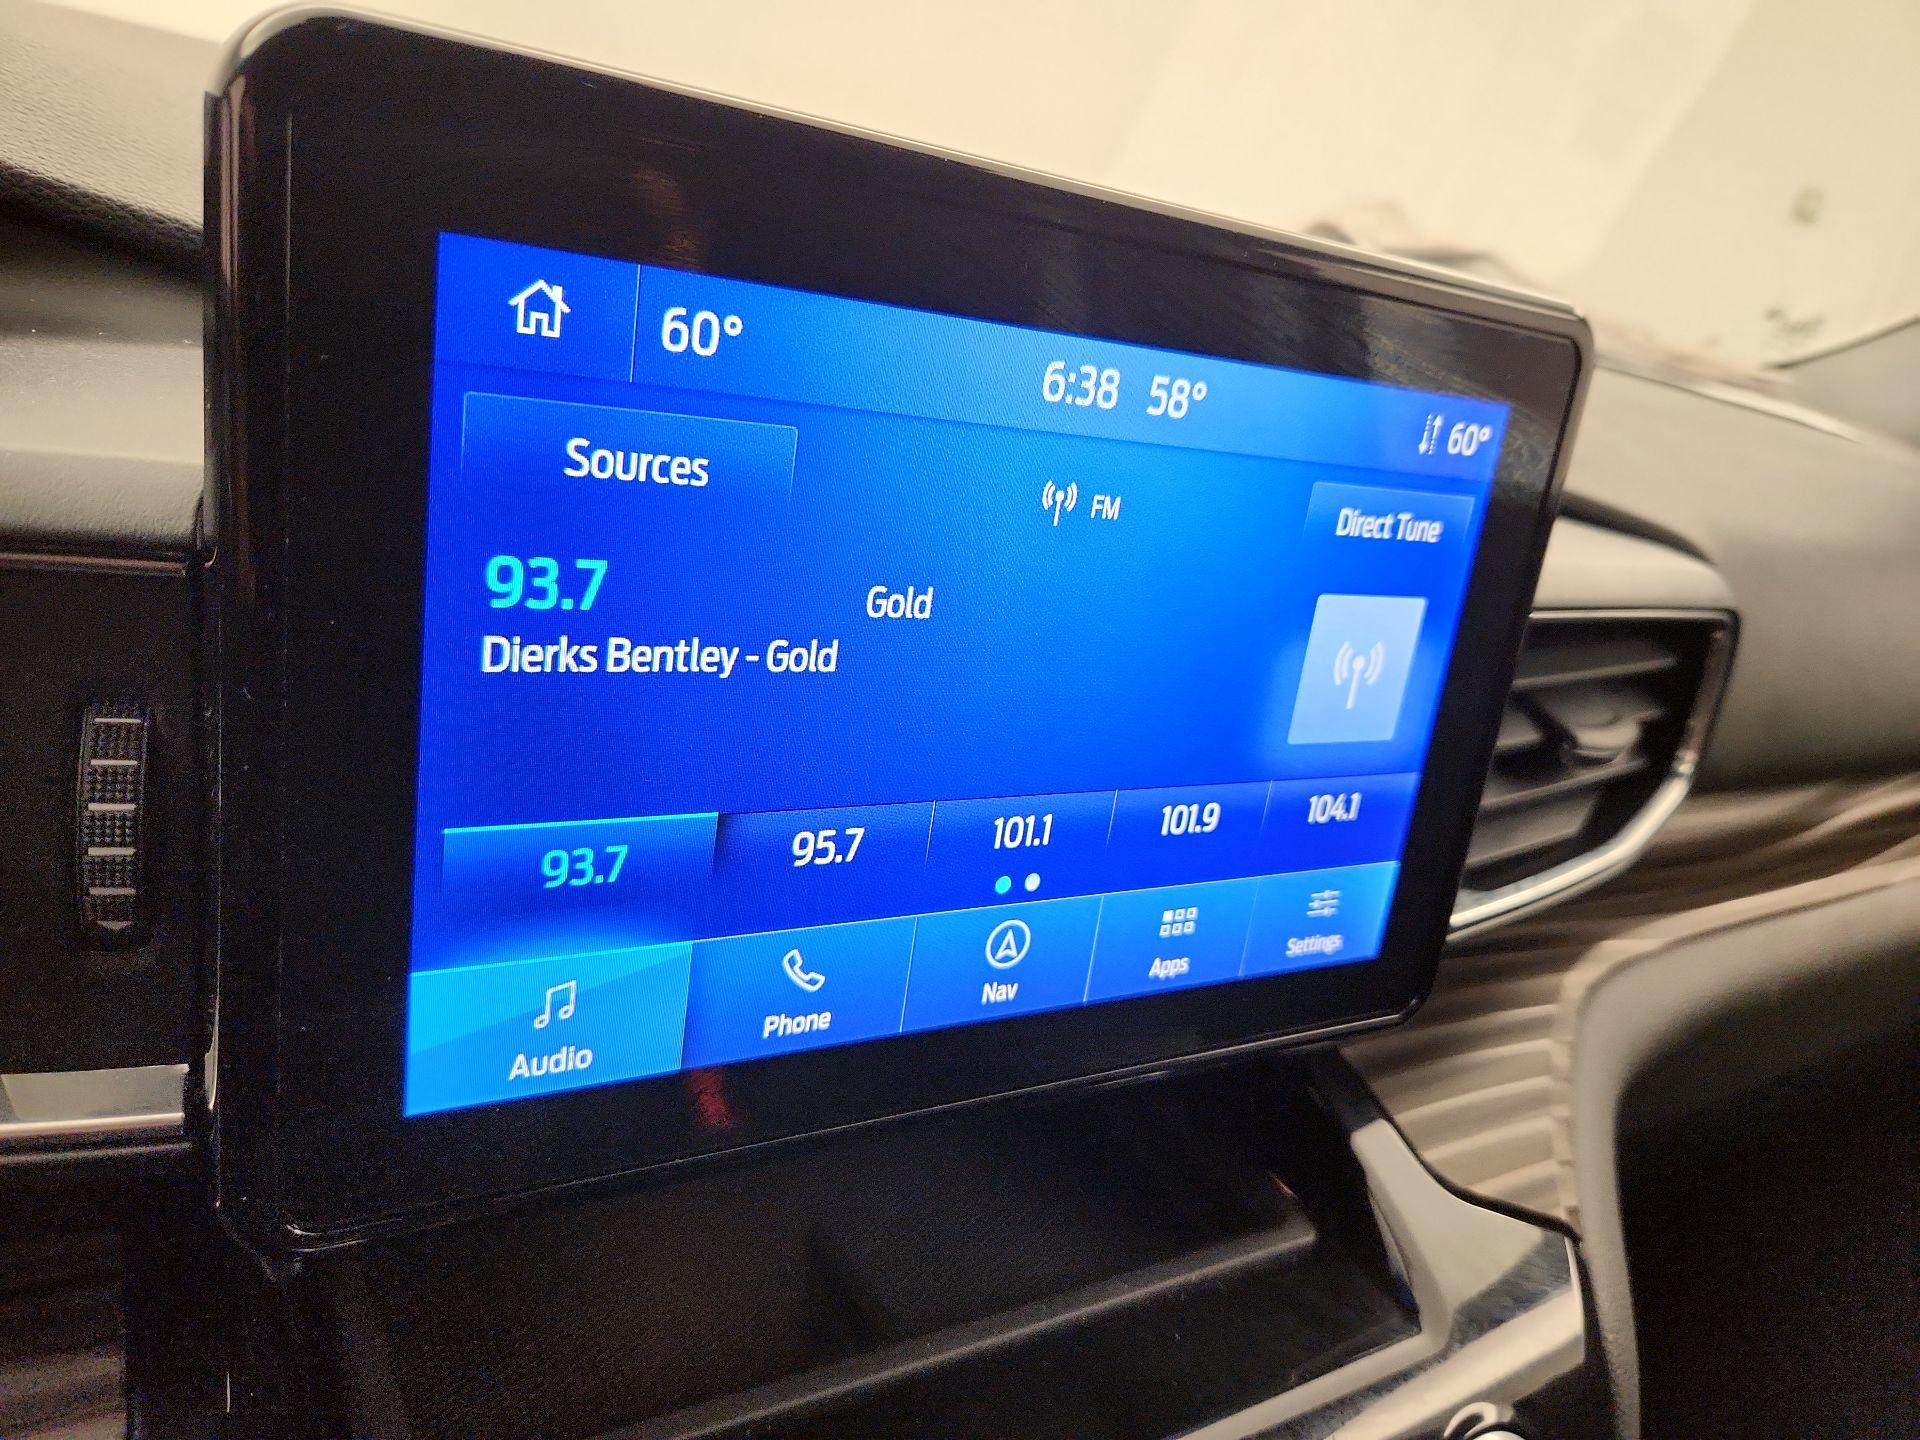 60°
6:38 58°
60°
Sources
FM
Direct Tune
93.7
Gold
Dierks Bentley - Gold
93.7
95.7
101.1
101.9
104.1
Audio
Phone
Nav
Apps
Settings